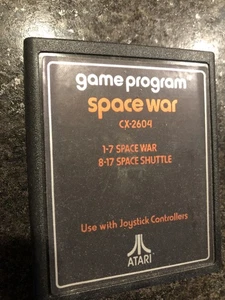 game program
space war
CX-2604
1-7 SPACE WAR
8-17 SPACE SHUTTLE
Use with Joystick Controllers
ATARI